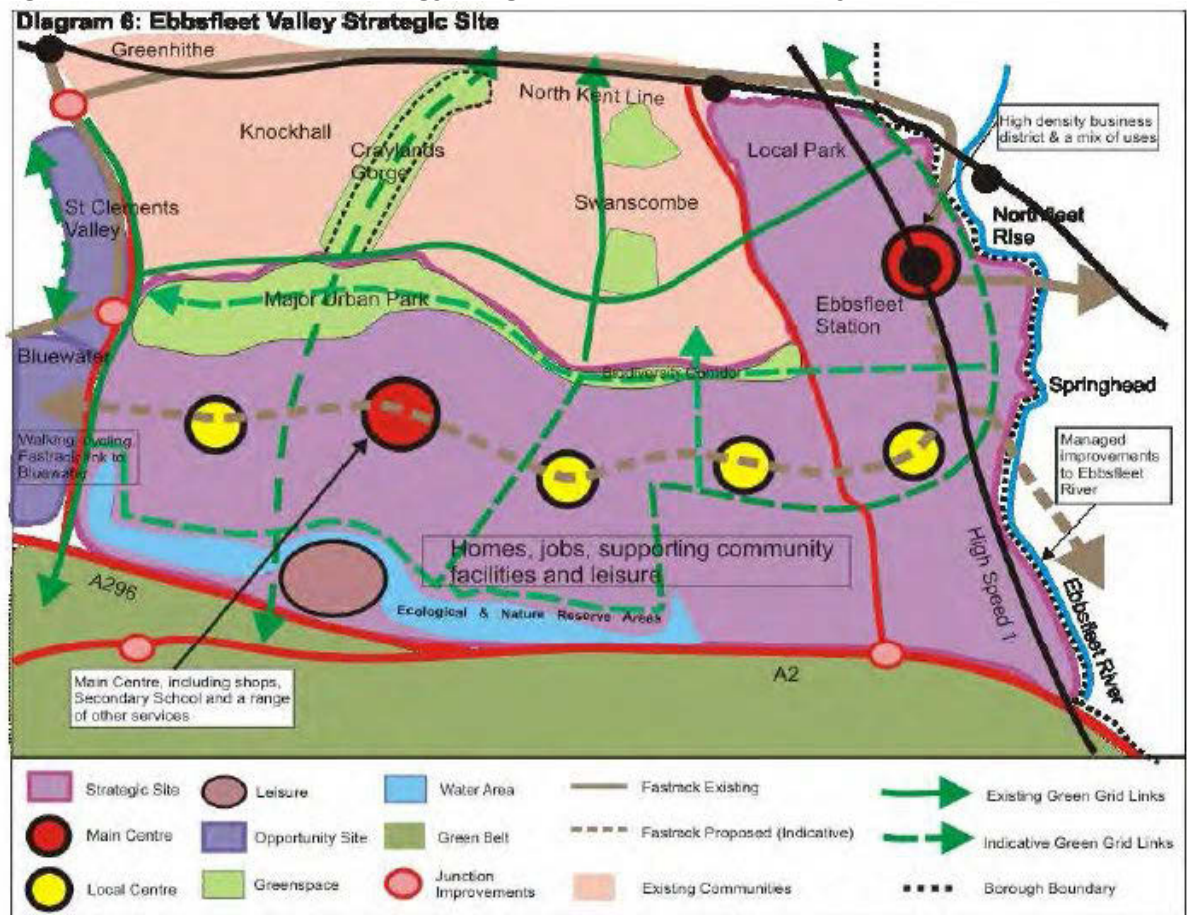 Diagram 6: Ebbsfleet Valley Strategic Site
Greenhithe
North Kent Line
High density business
district & a mix of uses
Knockhall
Craylands
Gorge
Local Park
St Clements
Valley
Swanscombe
Northfleet
Rise
Major Urban Park
Ebbsfleet
Station
Bluewater
Biodiversity Corridor
Springhead
Walking, cycling
Fastrack link to
Bluewater
Managed
improvements
to Ebbsfleet
River
Homes, jobs, supporting community
facilities and leisure
High Speed 1
A296
Ecological & Nature Reserve Areas
Ebbsfleet River
A2
Main Centre, including shops,
Secondary School and a range
of other services
Strategic Site
Leisure
Water Area
Fastrack Existing
Existing Green Grid Links
Main Centre
Opportunity Site
Green Belt
Fastrack Proposed (Indicative)
Indicative Green Grid Links
Local Centre
Greenspace
Junction
Improvements
Existing Communities
Borough Boundary